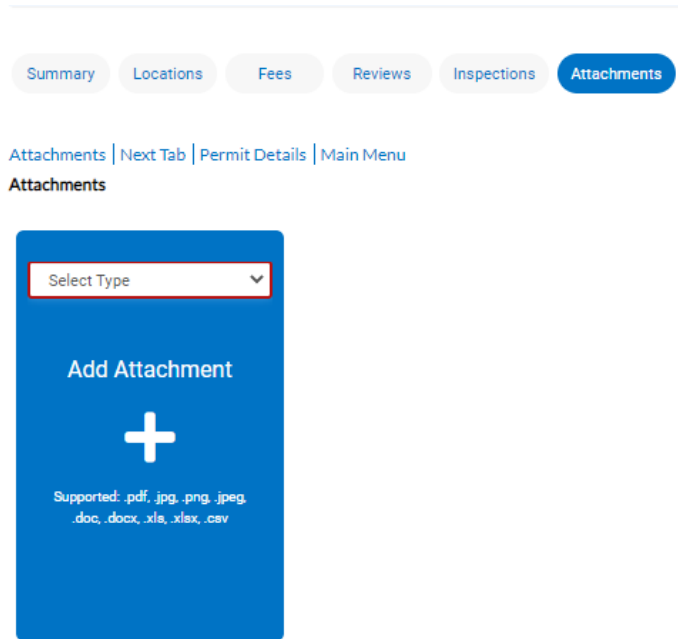 Summary Locations Fees Reviews Inspections Attachments
Attachments | Next Tab | Permit Details | Main Menu
Attachments
Select Type
Add Attachment
Supported: .pdf, .jpg, .png, .jpeg,
.doc, .docx, .xls, .xlsx, .csv